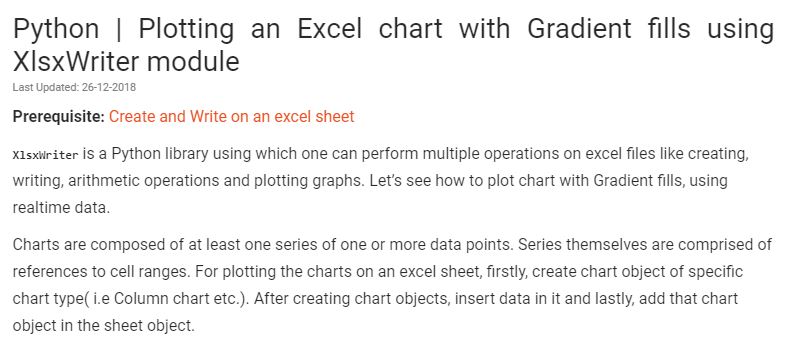 Python | Plotting an Excel chart with Gradient fills using
XlsxWriter module
Last Updated: 26-12-2018
Prerequisite: Create and Write on an excel sheet
XlsxWriter is a Python library using which one can perform multiple operations on excel files like creating,
writing, arithmetic operations and plotting graphs. Let’s see how to plot chart with Gradient fills, using
realtime data.
Charts are composed of at least one series of one or more data points. Series themselves are comprised of
references to cell ranges. For plotting the charts on an excel sheet, firstly, create chart object of specific
chart type( i.e Column chart etc.). After creating chart objects, insert data in it and lastly, add that chart
object in the sheet object.